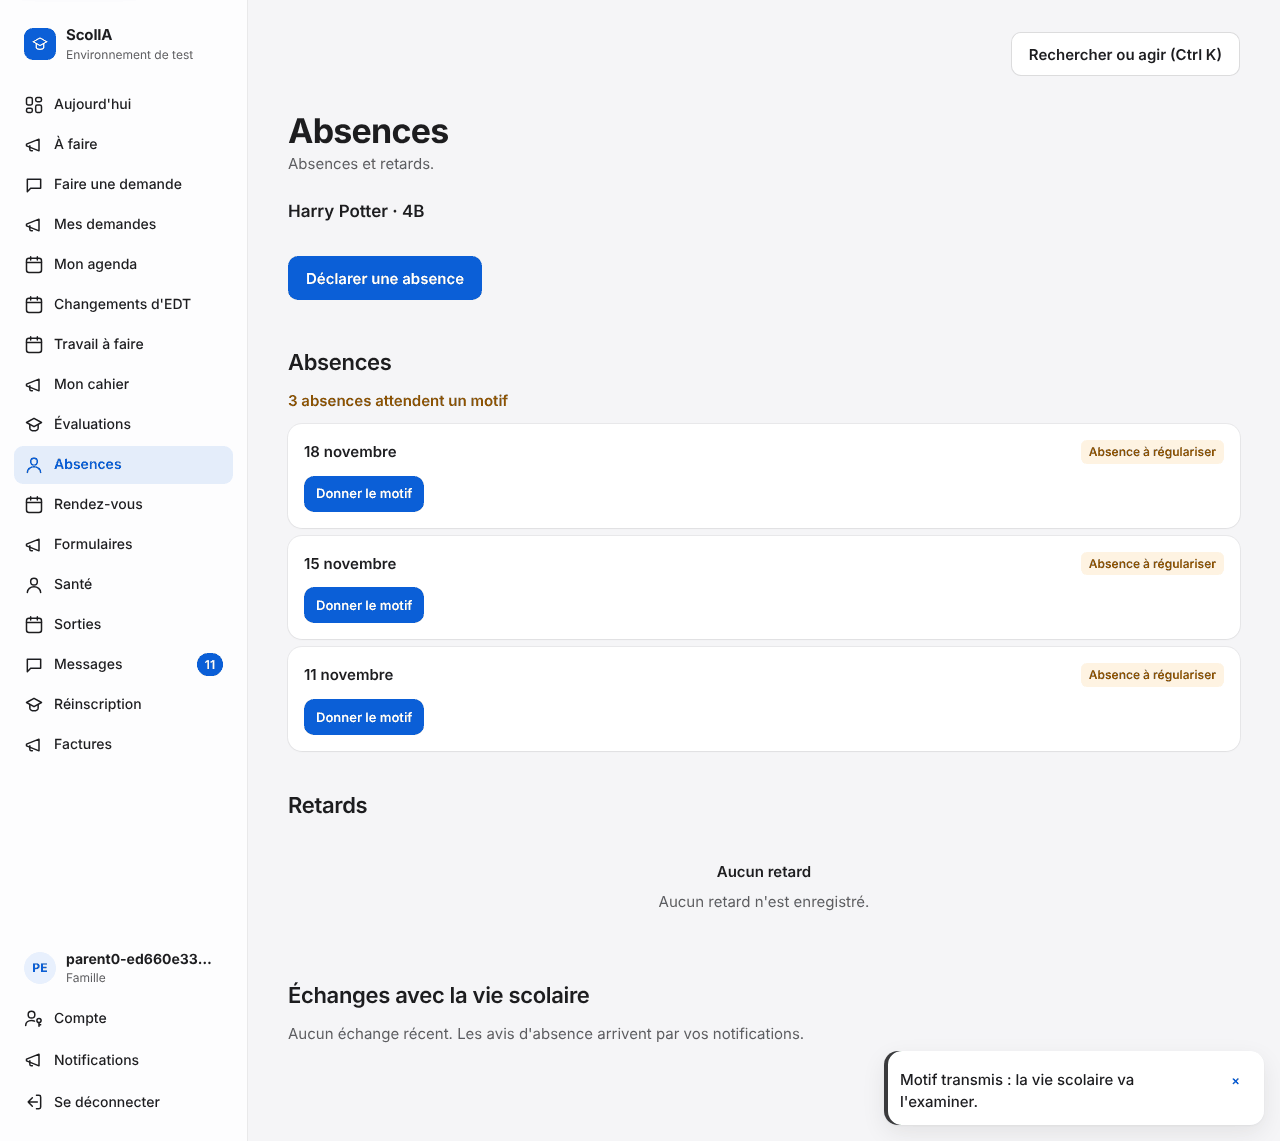 ScolIA
Environnement de test
Aujourd'hui
À faire
Faire une demande
Mes demandes
Mon agenda
Changements d'EDT
Travail à faire
Mon cahier
Évaluations
Absences
Rendez-vous
Formulaires
Santé
Sorties
Messages 11
Réinscription
Factures
PE
parent0-ed660e33...
Famille
Compte
Notifications
Se déconnecter
Rechercher ou agir (Ctrl K)
Absences
Absences et retards.
Harry Potter · 4B
Déclarer une absence
Absences
3 absences attendent un motif
18 novembre Absence à régulariser
Donner le motif
15 novembre Absence à régulariser
Donner le motif
11 novembre Absence à régulariser
Donner le motif
Retards
Aucun retard
Aucun retard n'est enregistré.
Échanges avec la vie scolaire
Aucun échange récent. Les avis d'absence arrivent par vos notifications.
Motif transmis : la vie scolaire va ×
l'examiner.